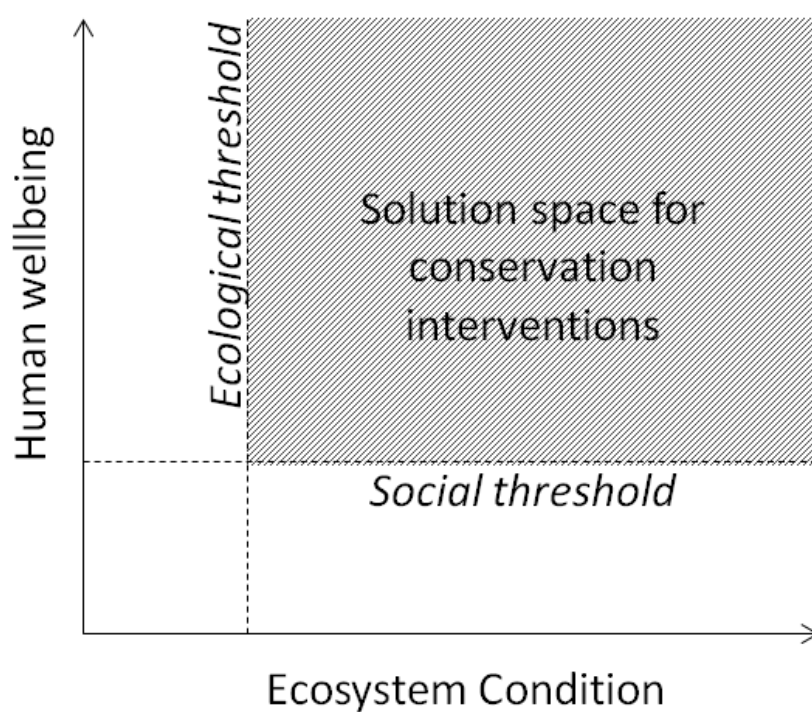 Human wellbeing
Ecological threshold
Solution space for
conservation
interventions
Social threshold
Ecosystem Condition